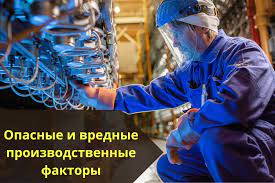 Опасные и вредные
производственные
факторы